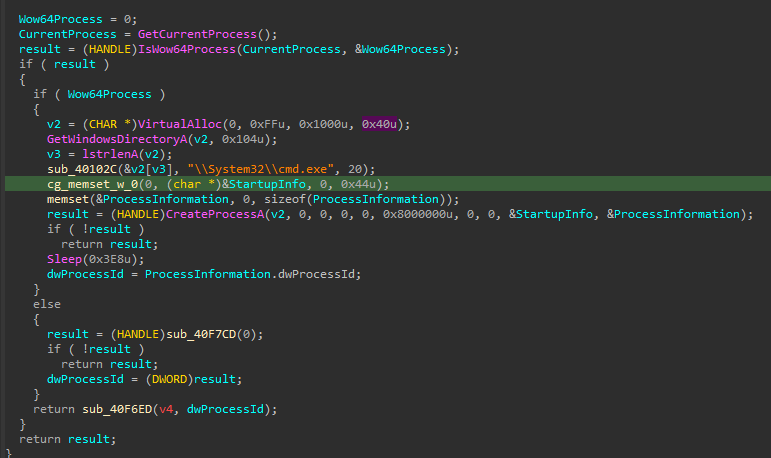 Wow64Process = 0;
CurrentProcess = GetCurrentProcess();
result = (HANDLE)IsWow64Process(CurrentProcess, &Wow64Process);
if ( result )
{
if ( Wow64Process )
{
v2 = (CHAR *)VirtualAlloc(0, 0xFFu, 0x1000u, 0x40u);
GetWindowsDirectoryA(v2, 0x104u);
v3 = lstrlenA(v2);
sub_40102C(&v2[v3], "\\System32\\cmd.exe", 20);
cg_memset_w_0(0, (char *)&StartupInfo, 0, 0x44u);
memset(&ProcessInformation, 0, sizeof(ProcessInformation));
result = (HANDLE)CreateProcessA(v2, 0, 0, 0, 0, 0x8000000u, 0, 0, &StartupInfo, &ProcessInformation);
if ( !result )
return result;
Sleep(0x3E8u);
dwProcessId = ProcessInformation.dwProcessId;
}
else
{
result = (HANDLE)sub_40F7CD(0);
if ( !result )
return result;
dwProcessId = (DWORD)result;
}
return sub_40F6ED(v4, dwProcessId);
}
return result;
}